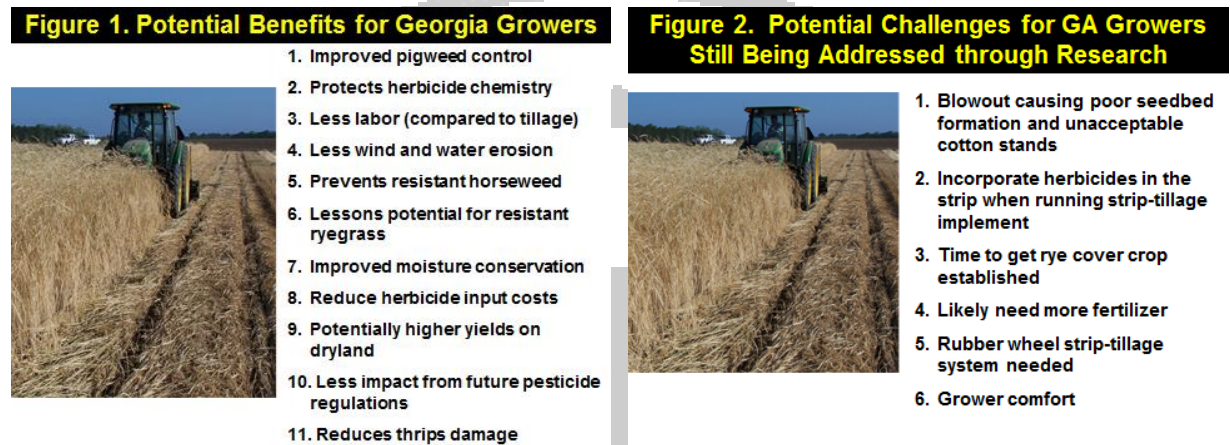 Figure 1. Potential Benefits for Georgia Growers
1. Improved pigweed control
2. Protects herbicide chemistry
3. Less labor (compared to tillage)
4. Less wind and water erosion
5. Prevents resistant horseweed
6. Lessons potential for resistant
ryegrass
7. Improved moisture conservation
8. Reduce herbicide input costs
9. Potentially higher yields on
dryland
10. Less impact from future pesticide
regulations
11. Reduces thrips damage
Figure 2. Potential Challenges for GA Growers
Still Being Addressed through Research
1. Blowout causing poor seedbed
formation and unacceptable
cotton stands
2. Incorporate herbicides in the
strip when running strip-tillage
implement
3. Time to get rye cover crop
established
4. Likely need more fertilizer
5. Rubber wheel strip-tillage
system needed
6. Grower comfort